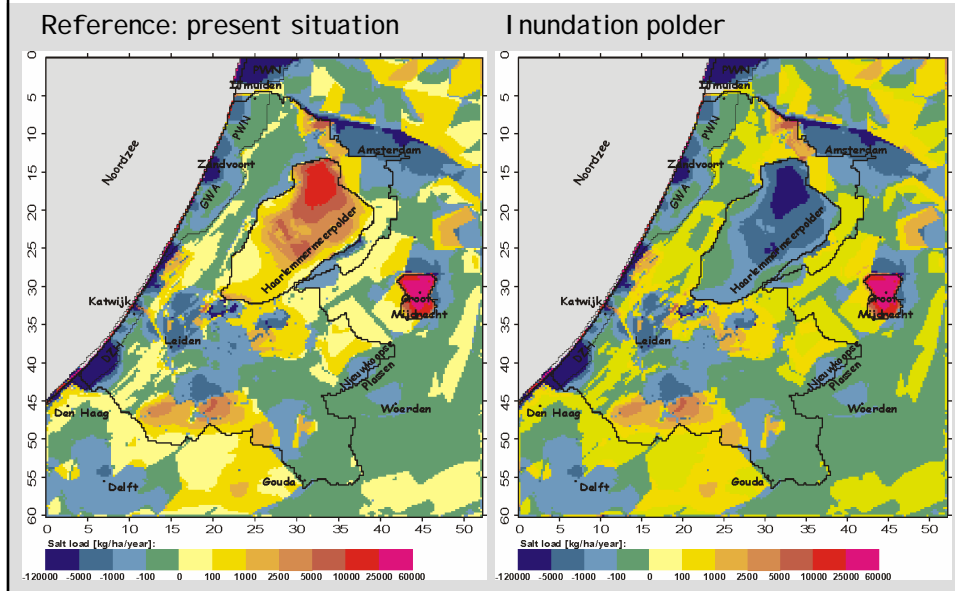 Reference: present situation
Inundation polder
0 5 10 15 20 25 30 35 40 45 50 55 60
PWN
IJmuiden
PWN
Noordzee
Zandvoort
GWA
Amsterdam
Haarlemmermeerpolder
Katwijk
Leiden
Groot
Mijdrecht
Nieuwkoopse
Plassen
Den Haag
Woerden
Delft
Gouda
0 5 10 15 20 25 30 35 40 45 50
Salt load [kg/ha/year]:
-120000 -5000 -1000 -100 0 100 1000 2500 5000 10000 25000 60000
0 5 10 15 20 25 30 35 40 45 50 55 60
PWN
IJmuiden
PWN
Noordzee
Zandvoort
GWA
Amsterdam
Haarlemmermeerpolder
Katwijk
Leiden
Groot
Mijdrecht
Nieuwkoopse
Plassen
Den Haag
Woerden
Delft
Gouda
0 5 10 15 20 25 30 35 40 45 50
Salt load [kg/ha/year]:
-120000 -5000 -1000 -100 0 100 1000 2500 5000 10000 25000 60000